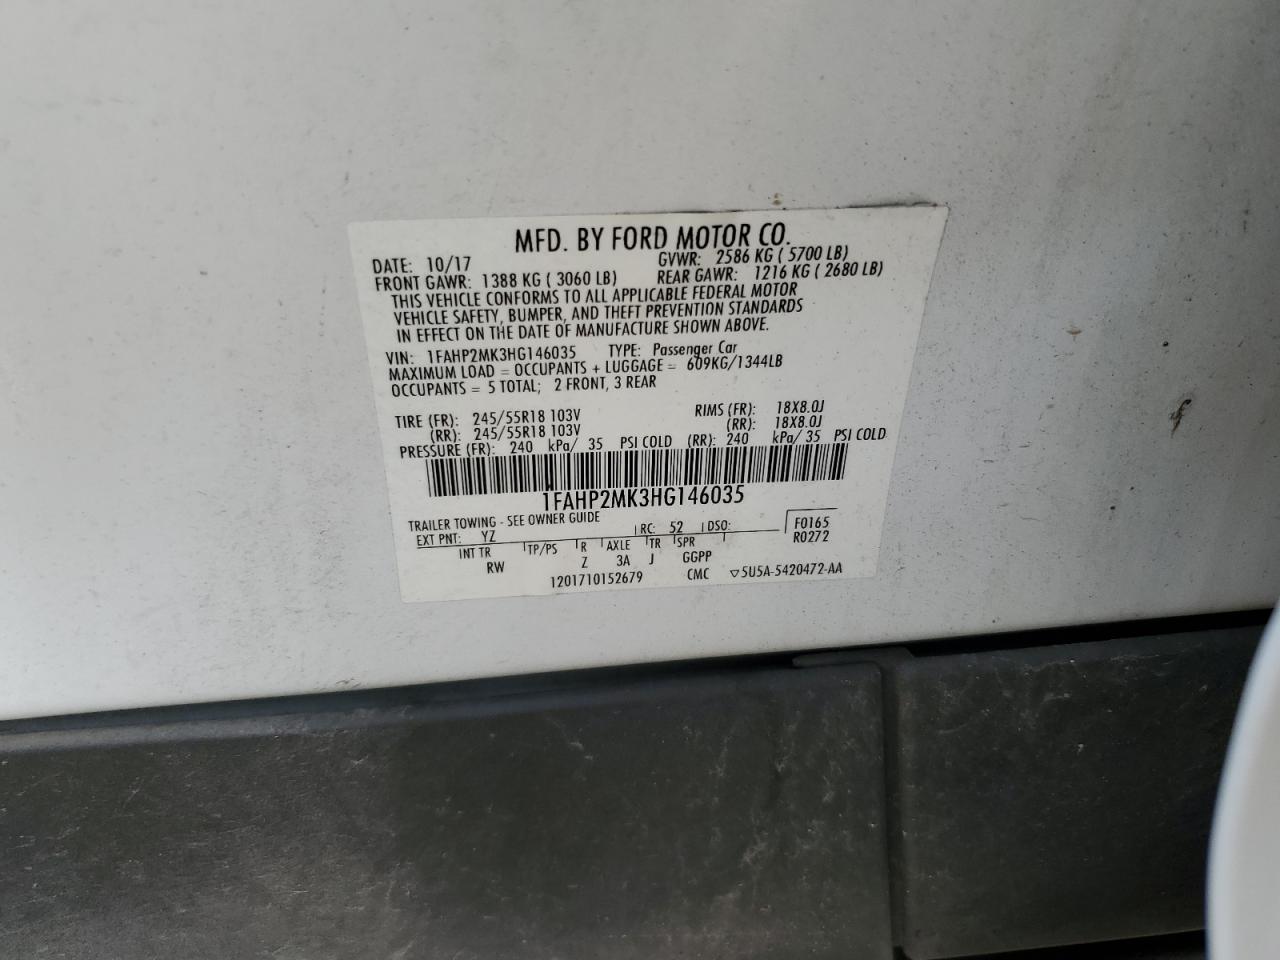 MFD. BY FORD MOTOR CO.
DATE: 10/17 GVWR: 2586 KG ( 5700 LB)
FRONT GAWR: 1388 KG ( 3060 LB) REAR GAWR: 1216 KG ( 2680 LB)
THIS VEHICLE CONFORMS TO ALL APPLICABLE FEDERAL MOTOR
VEHICLE SAFETY, BUMPER, AND THEFT PREVENTION STANDARDS
IN EFFECT ON THE DATE OF MANUFACTURE SHOWN ABOVE.
VIN: 1FAHP2MK3HG146035 TYPE: Passenger Car
MAXIMUM LOAD = OCCUPANTS + LUGGAGE = 609KG/1344LB
OCCUPANTS = 5 TOTAL; 2 FRONT, 3 REAR
TIRE (FR): 245/55R18 103V RIMS (FR): 18X8.0J
(RR): 245/55R18 103V (RR): 18X8.0J
PRESSURE (FR): 240 kPa/ 35 PSI COLD (RR): 240 kPa/ 35 PSI COLD
1FAHP2MK3HG146035
TRAILER TOWING - SEE OWNER GUIDE
EXT PNT: YZ RC: 52 DSO: F0165
INT TR TP/PS R AXLE TR SPR R0272
RW Z 3A J GGPP
1201710152679 CMC ▽5U5A-5420472-AA